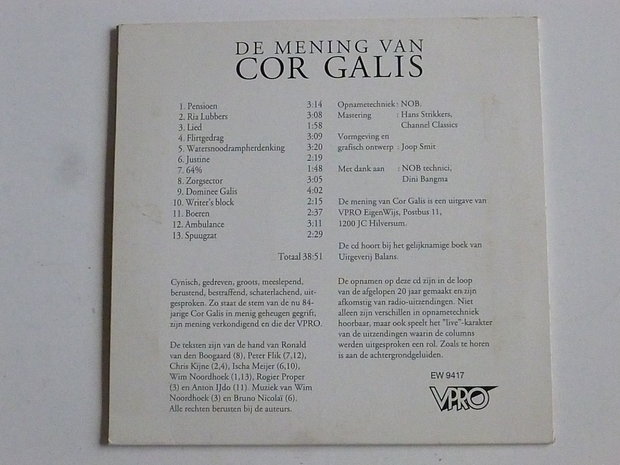 DE MENING VAN
COR GALIS
1. Pensioen 3:14
2. Ria Lubbers 3:08
3. Lied 1:58
4. Flirtgedrag 3:09
5. Watersnoodrampherdenking 3:20
6. Justine 2:19
7. 64% 1:48
8. Zorgsector 3:05
9. Dominee Galis 4:02
10. Writer's block 2:15
11. Boeren 2:37
12. Ambulance 3:11
13. Spuugzat 2:29
Totaal 38:51
Cynisch, gedreven, groots, meeslepend,
berustend, bestraffend, schaterlachend, uit-
gesproken. Zo staat de stem van de nu 84-
jarige Cor Galis in menig geheugen gegrift,
zijn mening verkondigend en die der VPRO.
De teksten zijn van de hand van Ronald
van den Boogaard (8), Peter Flik (7,12),
Chris Kijne (2,4), Ischa Meijer (6,10),
Wim Noordhoek (1,13), Rogier Proper
(3) en Anton IJdo (11). Muziek van Wim
Noordhoek (3) en Bruno Nicolaï (6).
Alle rechten berusten bij de auteurs.
Opnametechniek : NOB.
Mastering : Hans Strikkers,
Channel Classics
Vormgeving en
grafisch ontwerp : Joop Smit
Met dank aan : NOB technici,
Dini Bangma
De mening van Cor Galis is een uitgave van
VPRO EigenWijs, Postbus 11,
1200 JC Hilversum.
De cd hoort bij het gelijknamige boek van
Uitgeverij Balans.
De opnamen op deze cd zijn in de loop
van de afgelopen 20 jaar gemaakt en zijn
afkomstig van radio-uitzendingen. Niet
alleen zijn verschillen in opnametechniek
hoorbaar, maar ook speelt het "live"-karakter
van de uitzendingen waarin de columns
werden uitgesproken een rol. Zoals te horen
is aan de achtergrondgeluiden.
EW 9417
VPRO